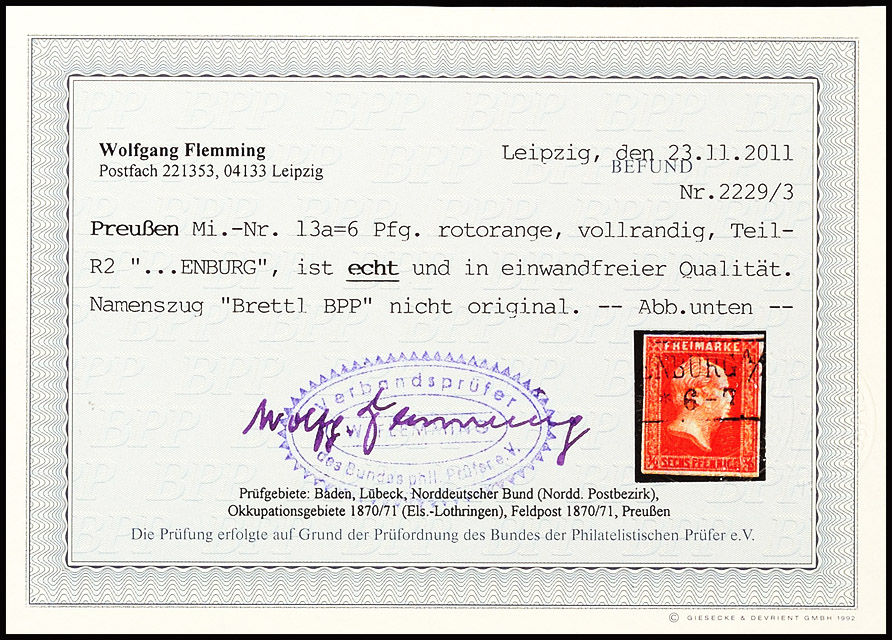 Wolfgang Flemming
Postfach 221353, 04133 Leipzig
Leipzig, den 23.11.2011
BEFUND
Nr.2229/3
Preußen Mi.-Nr. 13a=6 Pfg. rotorange, vollrandig, Teil-
R2 "...ENBURG", ist echt und in einwandfreier Qualität.
Namenszug "Brettl BPP" nicht original. -- Abb.unten --
FREIMARKE
ENBURG
* 6 - 7
SECHS PFENNIGE
Verbandsprüfer
W. FLEMMING
des Bundes phil. Prüfer e.V.
Wolfg. Flemming
Prüfgebiete: Baden, Lübeck, Norddeutscher Bund (Nordd. Postbezirk),
Okkupationsgebiete 1870/71 (Els.-Lothringen), Feldpost 1870/71, Preußen
Die Prüfung erfolgte auf Grund der Prüfordnung des Bundes der Philatelistischen Prüfer e.V.
© GIESECKE & DEVRIENT GMBH 1992